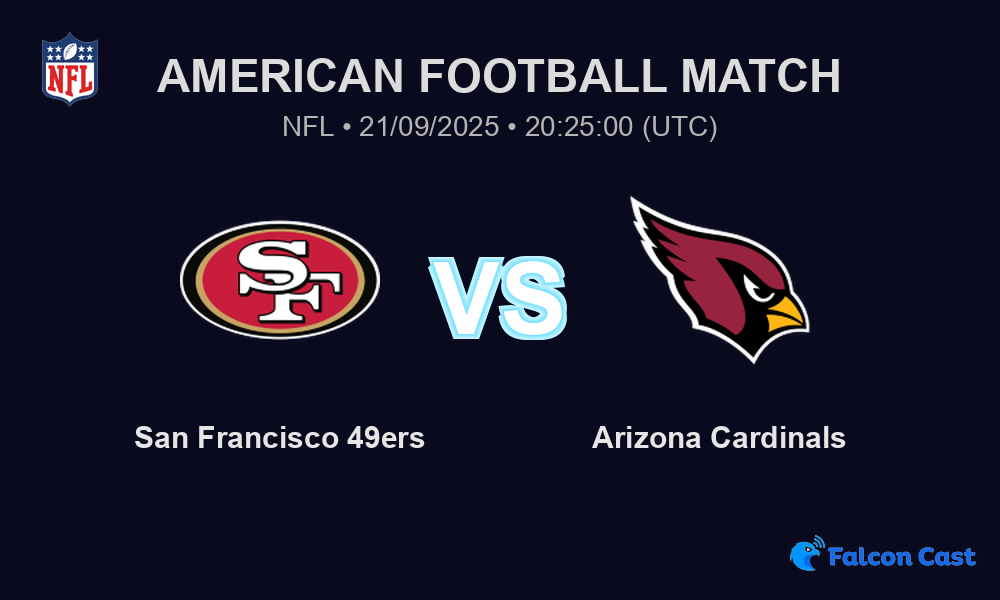 NFL
AMERICAN FOOTBALL MATCH
NFL • 21/09/2025 • 20:25:00 (UTC)
SF
VS
San Francisco 49ers
Arizona Cardinals
Falcon Cast